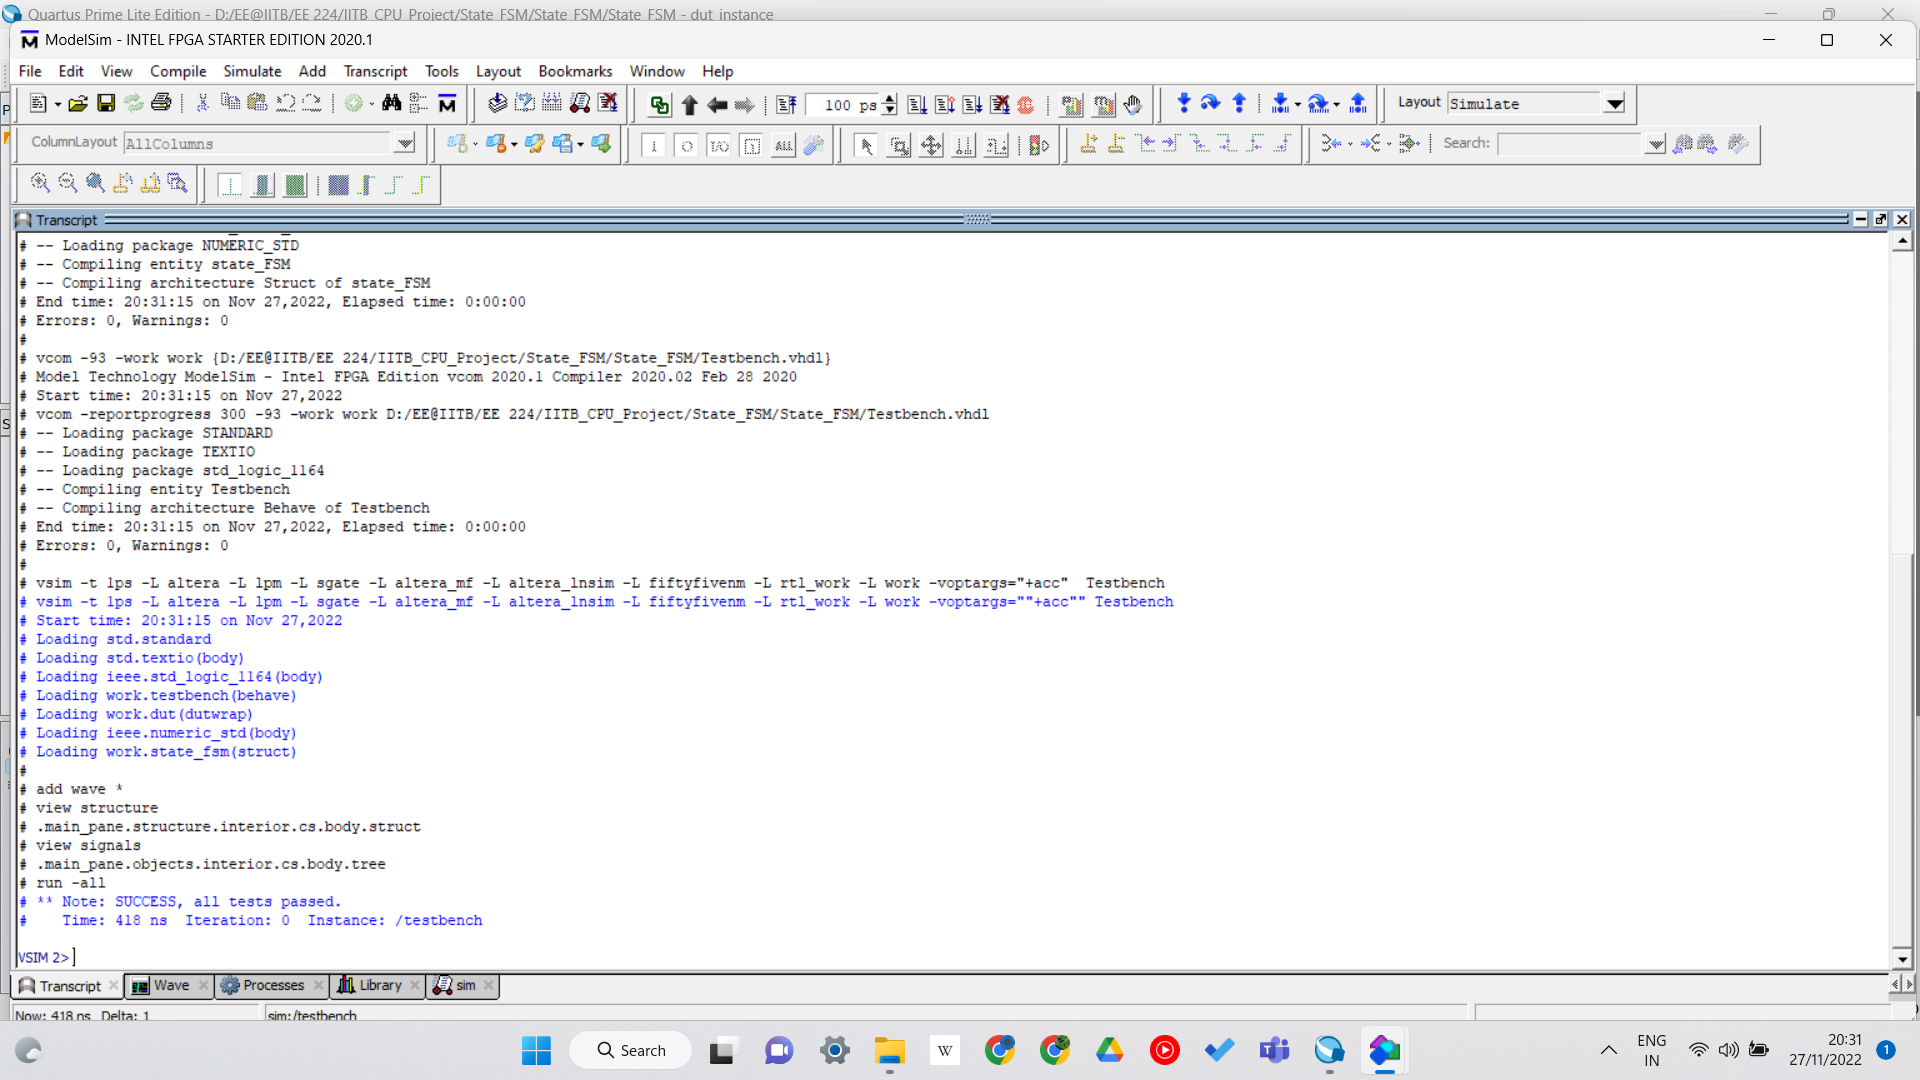 Quartus Prime Lite Edition - D:/EE@IITB/EE 224/IITB_CPU_Project/State_FSM/State_FSM/State_FSM - dut_instance
ModelSim - INTEL FPGA STARTER EDITION 2020.1
File Edit View Compile Simulate Add Transcript Tools Layout Bookmarks Window Help
100 ps
Layout Simulate
ColumnLayout AllColumns
Search:
Transcript
# -- Loading package NUMERIC_STD
# -- Compiling entity state_FSM
# -- Compiling architecture Struct of state_FSM
# End time: 20:31:15 on Nov 27,2022, Elapsed time: 0:00:00
# Errors: 0, Warnings: 0
#
# vcom -93 -work work {D:/EE@IITB/EE 224/IITB_CPU_Project/State_FSM/State_FSM/Testbench.vhdl}
# Model Technology ModelSim - Intel FPGA Edition vcom 2020.1 Compiler 2020.02 Feb 28 2020
# Start time: 20:31:15 on Nov 27,2022
# vcom -reportprogress 300 -93 -work work D:/EE@IITB/EE 224/IITB_CPU_Project/State_FSM/State_FSM/Testbench.vhdl
# -- Loading package STANDARD
# -- Loading package TEXTIO
# -- Loading package std_logic_1164
# -- Compiling entity Testbench
# -- Compiling architecture Behave of Testbench
# End time: 20:31:15 on Nov 27,2022, Elapsed time: 0:00:00
# Errors: 0, Warnings: 0
#
# vsim -t 1ps -L altera -L lpm -L sgate -L altera_mf -L altera_lnsim -L fiftyfivenm -L rtl_work -L work -voptargs="+acc"  Testbench
# vsim -t 1ps -L altera -L lpm -L sgate -L altera_mf -L altera_lnsim -L fiftyfivenm -L rtl_work -L work -voptargs=""+acc"" Testbench
# Start time: 20:31:15 on Nov 27,2022
# Loading std.standard
# Loading std.textio(body)
# Loading ieee.std_logic_1164(body)
# Loading work.testbench(behave)
# Loading work.dut(dutwrap)
# Loading ieee.numeric_std(body)
# Loading work.state_fsm(struct)
#
# add wave *
# view structure
# .main_pane.structure.interior.cs.body.struct
# view signals
# .main_pane.objects.interior.cs.body.tree
# run -all
# ** Note: SUCCESS, all tests passed.
#    Time: 418 ns  Iteration: 0  Instance: /testbench
VSIM 2>
Transcript Wave Processes Library sim
Now: 418 ns Delta: 1 sim:/testbench
Search
W
ENG
IN
20:31
27/11/2022
1